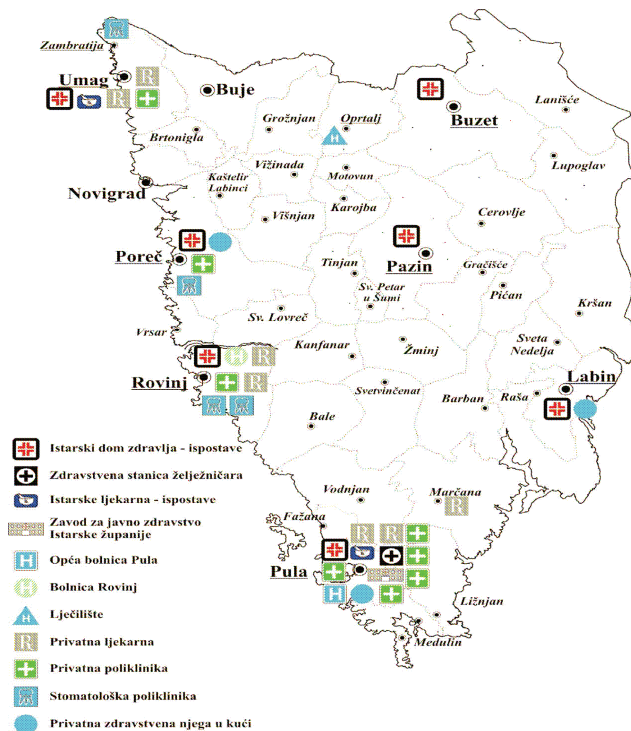 Zambratija
Umag
Buje
Buzet
Lanišće
Grožnjan
Oprtalj
Brtonigla
Lupoglav
Vižinada
Motovun
Kaštelir
Labinci
Novigrad
Karojba
Višnjan
Cerovlje
Poreč
Pazin
Tinjan
Gračišće
Sv. Petar
u Šumi
Pićan
Kršan
Sv. Lovreč
Vrsar
Kanfanar
Žminj
Sveta
Nedelja
Rovinj
Svetvinčenat
Labin
Barban
Raša
Bale
Istarski dom zdravlja - ispostave
Zdravstvena stanica željezničara
Istarske ljekarna - ispostave
Zavod za javno zdravstvo
Istarske županije
Opća bolnica Pula
Bolnica Rovinj
Lječilište
Privatna ljekarna
Privatna poliklinika
Stomatološka poliklinika
Privatna zdravstvena njega u kući
Vodnjan
Marčana
Fažana
Pula
Ližnjan
Medulin